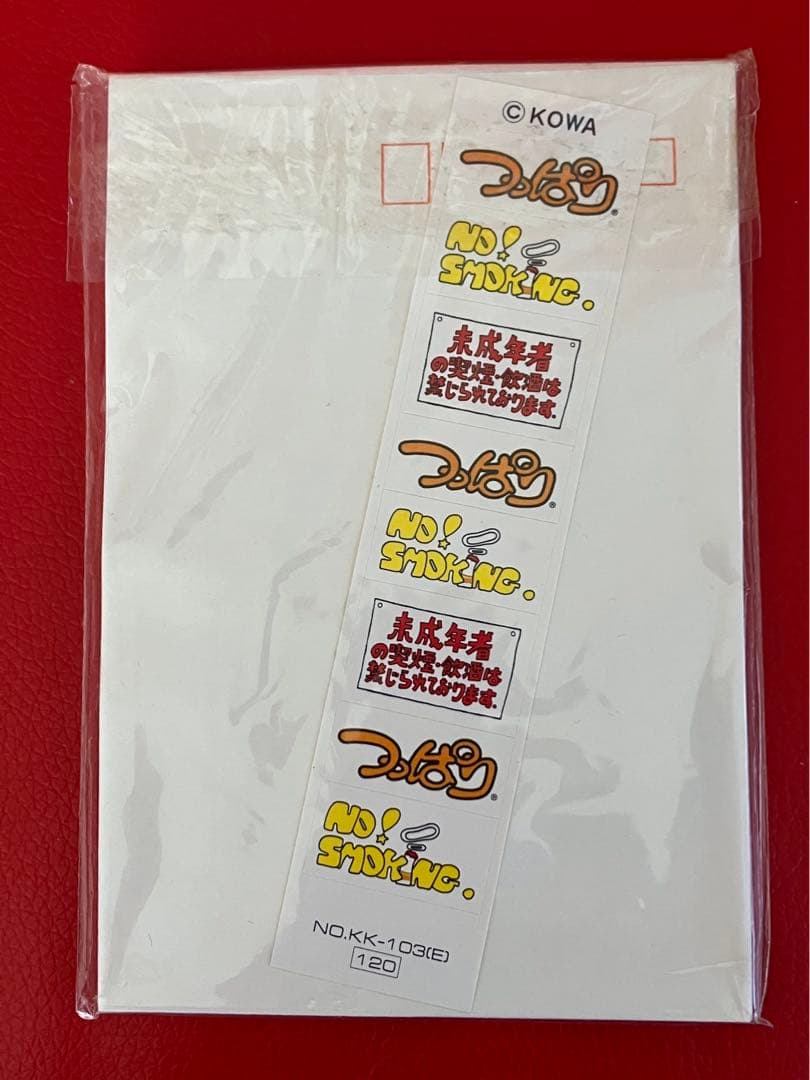 © KOWA
つっぱり®
NO!
SMOKING.
未成年者
の喫煙・飲酒は
禁じられております.
つっぱり®
NO!
SMOKING.
未成年者
の喫煙・飲酒は
禁じられております.
つっぱり®
NO!
SMOKING.
NO.KK-103(E)
120